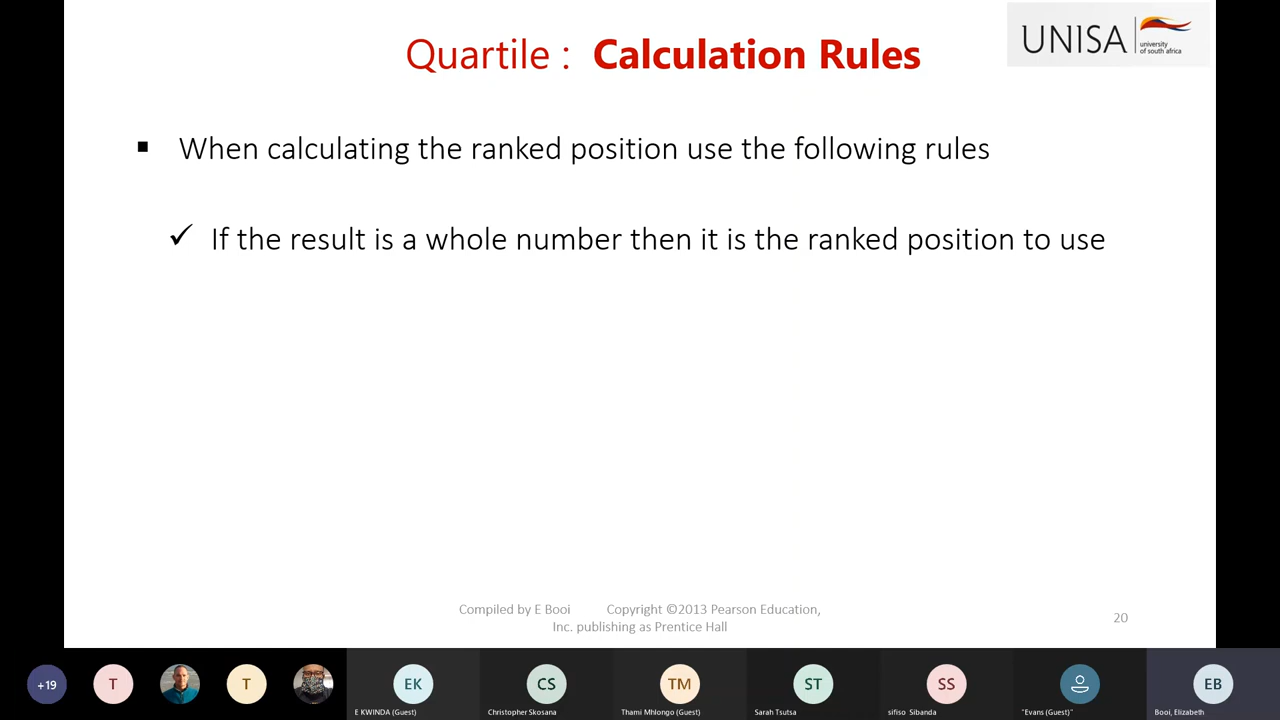 Quartile : Calculation Rules
UNISA
university
of south africa
When calculating the ranked position use the following rules
If the result is a whole number then it is the ranked position to use
Compiled by E Booi Copyright ©2013 Pearson Education,
Inc. publishing as Prentice Hall
20
+19
T
T
EK
CS
TM
ST
SS
EB
E KWINDA (Guest)
Christopher Skosana
Thami Mhlongo (Guest)
Sarah Tsutsa
sifiso Sibanda
"Evans (Guest)"
Booi, Elizabeth